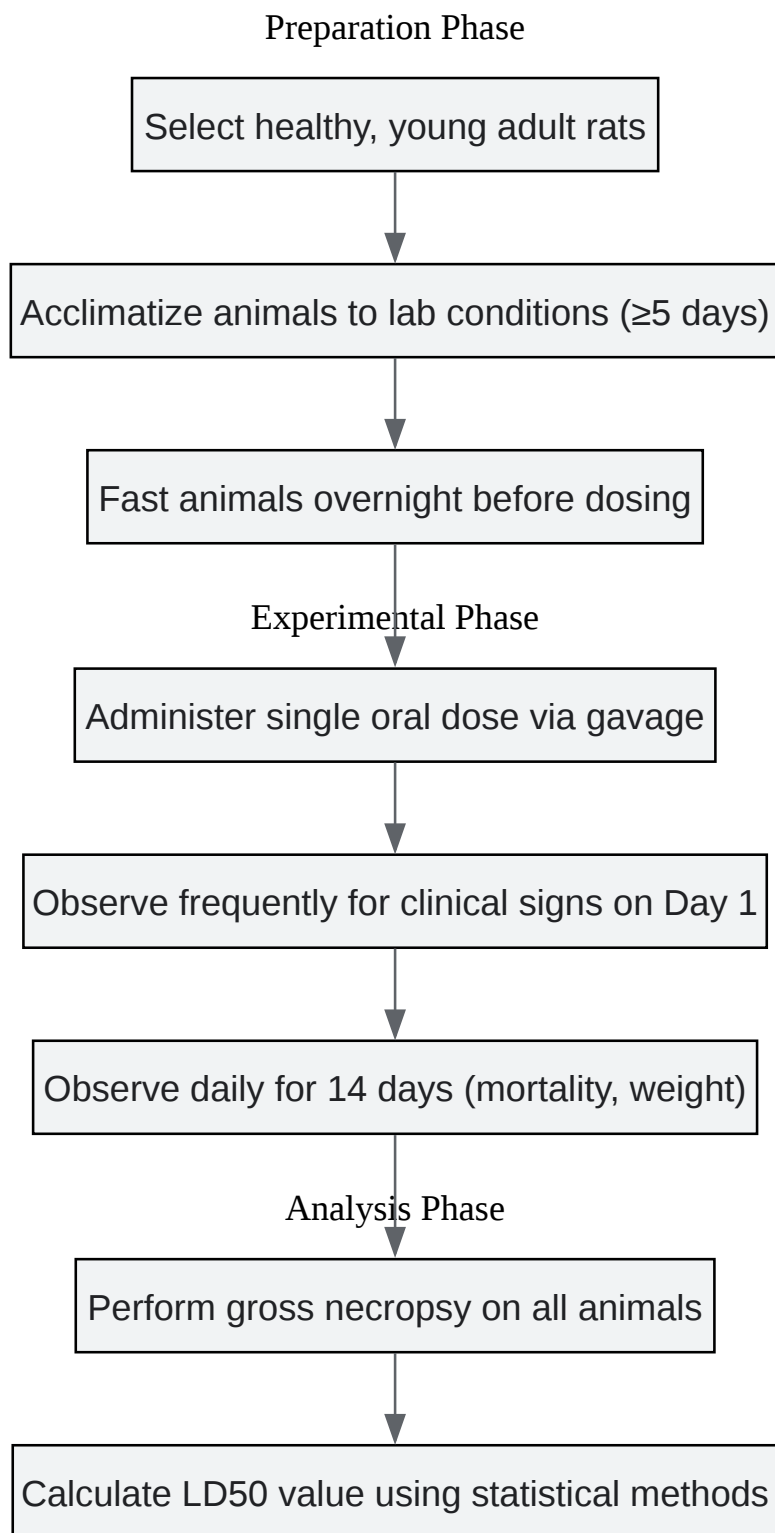 Preparation Phase
Select healthy, young adult rats
Acclimatize animals to lab conditions (≥5 days)
Fast animals overnight before dosing
Experimental Phase
Administer single oral dose via gavage
Observe frequently for clinical signs on Day 1
Observe daily for 14 days (mortality, weight)
Analysis Phase
Perform gross necropsy on all animals
Calculate LD50 value using statistical methods